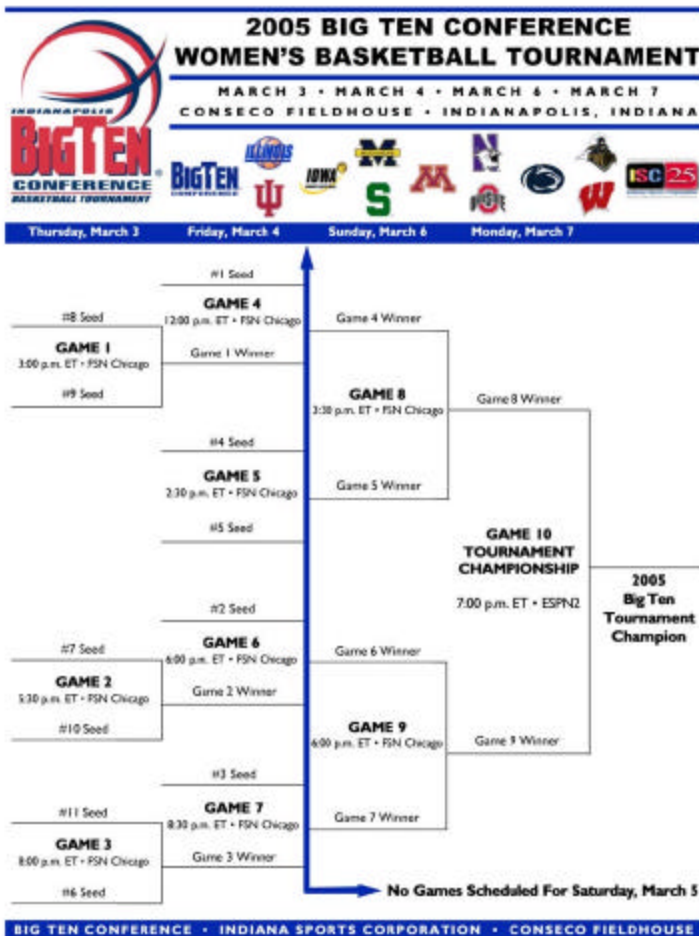 2005 BIG TEN CONFERENCE
WOMEN'S BASKETBALL TOURNAMENT
MARCH 3 • MARCH 4 • MARCH 6 • MARCH 7
CONSECO FIELDHOUSE • INDIANAPOLIS, INDIANA
INDIANAPOLIS
BIG TEN
CONFERENCE
BASKETBALL TOURNAMENT
BIG TEN
CONFERENCE
ILLINOIS
IOWA
M
S
M
N
OHIO STATE
W
ISC 25
Thursday, March 3
Friday, March 4
Sunday, March 6
Monday, March 7
#1 Seed
GAME 4
12:00 p.m. ET • FSN Chicago
Game 1 Winner
#8 Seed
GAME 1
3:00 p.m. ET • FSN Chicago
#9 Seed
#4 Seed
GAME 5
2:30 p.m. ET • FSN Chicago
#5 Seed
Game 4 Winner
GAME 8
3:30 p.m. ET • FSN Chicago
Game 5 Winner
Game 8 Winner
GAME 10
TOURNAMENT
CHAMPIONSHIP
7:00 p.m. ET • ESPN2
2005
Big Ten
Tournament
Champion
#2 Seed
GAME 6
6:00 p.m. ET • FSN Chicago
Game 2 Winner
#7 Seed
GAME 2
5:30 p.m. ET • FSN Chicago
#10 Seed
#3 Seed
GAME 7
8:30 p.m. ET • FSN Chicago
Game 3 Winner
#11 Seed
GAME 3
8:00 p.m. ET • FSN Chicago
#6 Seed
Game 6 Winner
GAME 9
6:00 p.m. ET • FSN Chicago
Game 7 Winner
Game 9 Winner
No Games Scheduled For Saturday, March 5
BIG TEN CONFERENCE • INDIANA SPORTS CORPORATION • CONSECO FIELDHOUSE